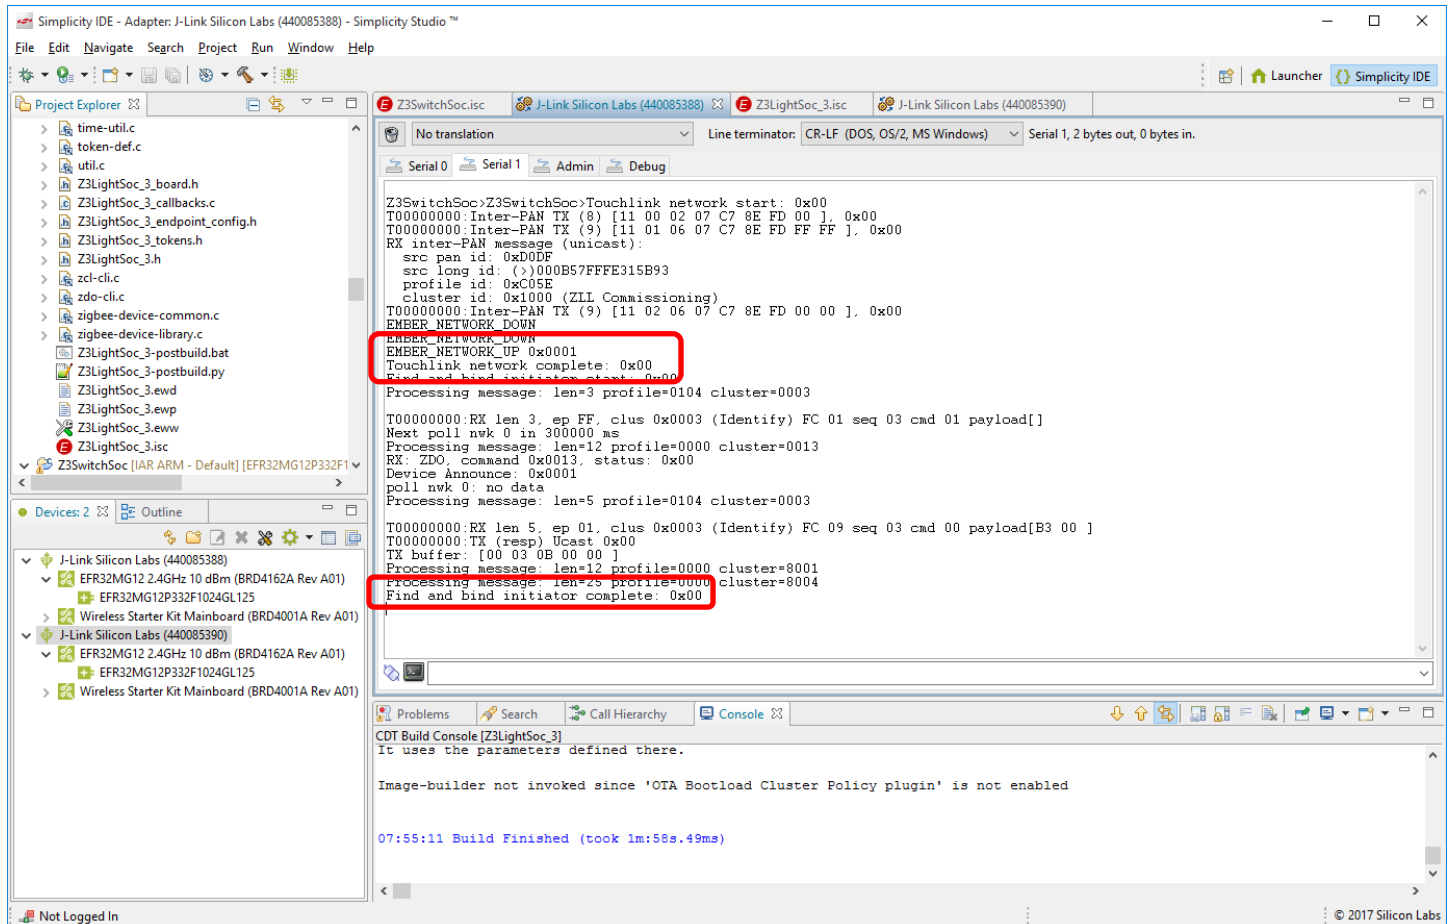 Simplicity IDE - Adapter: J-Link Silicon Labs (440085388) - Simplicity Studio ™
File Edit Navigate Search Project Run Window Help
Launcher Simplicity IDE
Project Explorer
time-util.c
token-def.c
util.c
Z3LightSoc_3_board.h
Z3LightSoc_3_callbacks.c
Z3LightSoc_3_endpoint_config.h
Z3LightSoc_3_tokens.h
Z3LightSoc_3.h
zcl-cli.c
zdo-cli.c
zigbee-device-common.c
zigbee-device-library.c
Z3LightSoc_3-postbuild.bat
Z3LightSoc_3-postbuild.py
Z3LightSoc_3.ewd
Z3LightSoc_3.ewp
Z3LightSoc_3.eww
Z3LightSoc_3.isc
Z3SwitchSoc [IAR ARM - Default] [EFR32MG12P332F1
Devices: 2 Outline
J-Link Silicon Labs (440085388)
EFR32MG12 2.4GHz 10 dBm (BRD4162A Rev A01)
EFR32MG12P332F1024GL125
Wireless Starter Kit Mainboard (BRD4001A Rev A01)
J-Link Silicon Labs (440085390)
EFR32MG12 2.4GHz 10 dBm (BRD4162A Rev A01)
EFR32MG12P332F1024GL125
Wireless Starter Kit Mainboard (BRD4001A Rev A01)
Z3SwitchSoc.isc J-Link Silicon Labs (440085388) Z3LightSoc_3.isc J-Link Silicon Labs (440085390)
No translation Line terminator: CR-LF (DOS, OS/2, MS Windows) Serial 1, 2 bytes out, 0 bytes in.
Serial 0 Serial 1 Admin Debug
Z3SwitchSoc>Z3SwitchSoc>Touchlink network start: 0x00
T00000000:Inter-PAN TX (8) [11 00 02 07 C7 8E FD 00 ], 0x00
T00000000:Inter-PAN TX (9) [11 01 06 07 C7 8E FD FF FF ], 0x00
RX inter-PAN message (unicast):
src pan id: 0xD0DF
src long id: (>)000B57FFFE315B93
profile id: 0xC05E
cluster id: 0x1000 (ZLL Commissioning)
T00000000:Inter-PAN TX (9) [11 02 06 07 C7 8E FD 00 00 ], 0x00
EMBER_NETWORK_DOWN
EMBER_NETWORK_DOWN
EMBER_NETWORK_UP 0x0001
Touchlink network complete: 0x00
Find and bind initiator start: 0x00
Processing message: len=3 profile=0104 cluster=0003
T00000000:RX len 3, ep FF, clus 0x0003 (Identify) FC 01 seq 03 cmd 01 payload[]
Next poll nwk 0 in 300000 ms
Processing message: len=12 profile=0000 cluster=0013
RX: ZDO, command 0x0013, status: 0x00
Device Announce: 0x0001
poll nwk 0: no data
Processing message: len=5 profile=0104 cluster=0003
T00000000:RX len 5, ep 01, clus 0x0003 (Identify) FC 09 seq 03 cmd 00 payload[B3 00 ]
T00000000:TX (resp) Ucast 0x00
TX buffer: [00 03 0B 00 00 ]
Processing message: len=12 profile=0000 cluster=8001
Processing message: len=25 profile=0000 cluster=8004
Find and bind initiator complete: 0x00
Problems Search Call Hierarchy Console
CDT Build Console [Z3LightSoc_3]
It uses the parameters defined there.
Image-builder not invoked since 'OTA Bootload Cluster Policy plugin' is not enabled
07:55:11 Build Finished (took 1m:58s.49ms)
Not Logged In
© 2017 Silicon Labs